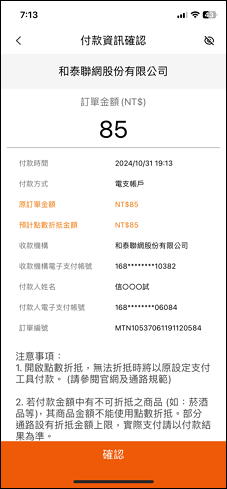 7:13
付款資訊確認
和泰聯網股份有限公司
訂單金額 (NT$)
85
付款時間 2024/10/31 19:13
付款方式 電支帳戶
原訂單金額 NT$85
預計點數折抵金額 NT$85
收款機構 和泰聯網股份有限公司
收款機構電子支付帳號 168********10382
付款人姓名 信○○○試
付款人電子支付帳號 168********06084
訂單編號 MTN10537061191120584
注意事項：
1. 開啟點數折抵，無法折抵時將以原設定支付
工具付款。 (請參閱官網及通路規範)
2. 若付款金額中有不可折抵之商品 (如：菸酒
品等)，其商品金額不能使用點數折抵。部分
通路設有折抵金額上限，實際支付請以付款結
果為準。
確認